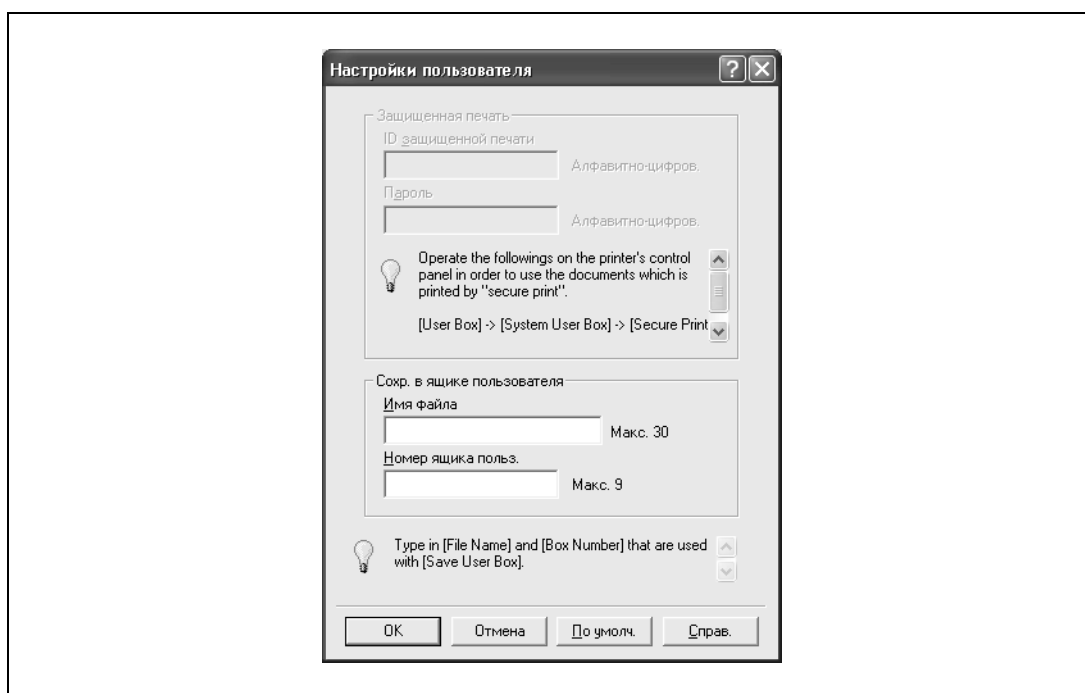 Настройки пользователя
Защищенная печать
ID защищенной печати
Алфавитно-цифров.
Пароль
Алфавитно-цифров.
Operate the followings on the printer's control
panel in order to use the documents which is
printed by "secure print".
[User Box] -> [System User Box] -> [Secure Print
Сохр. в ящике пользователя
Имя файла
Макс. 30
Номер ящика польз.
Макс. 9
Type in [File Name] and [Box Number] that are used
with [Save User Box].
OK Отмена По умолч. Справ.